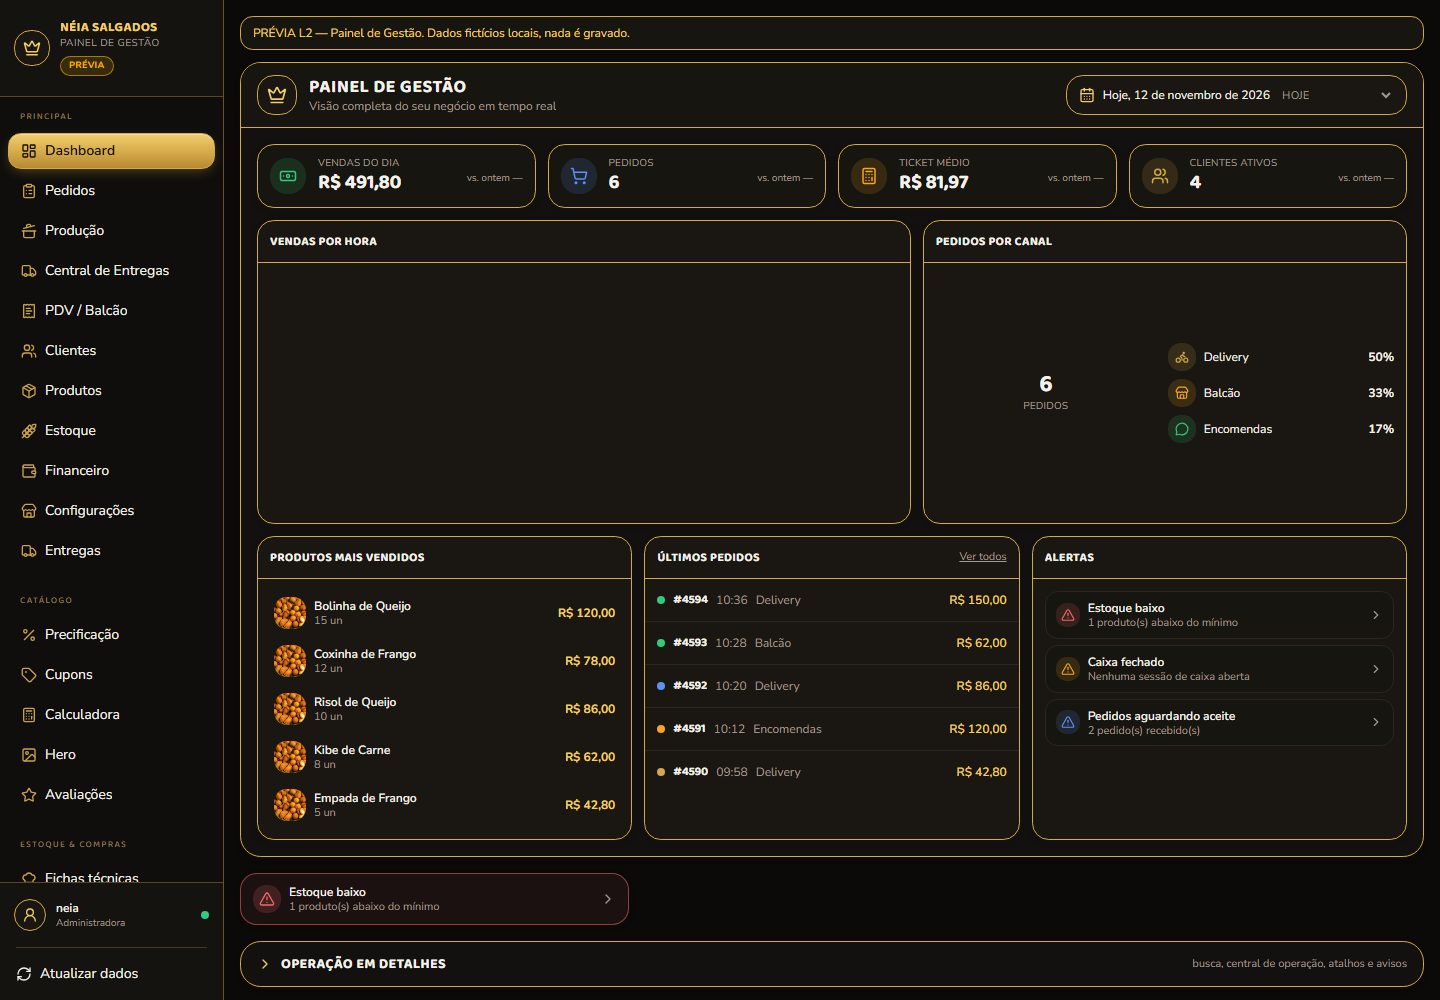 NÉIA SALGADOS
PAINEL DE GESTÃO
PRÉVIA
PRINCIPAL
Dashboard
Pedidos
Produção
Central de Entregas
PDV / Balcão
Clientes
Produtos
Estoque
Financeiro
Configurações
Entregas
CATÁLOGO
Precificação
Cupons
Calculadora
Hero
Avaliações
ESTOQUE & COMPRAS
Fichas técnicas
neia
Administradora
Atualizar dados
PRÉVIA L2 — Painel de Gestão. Dados fictícios locais, nada é gravado.
PAINEL DE GESTÃO
Visão completa do seu negócio em tempo real
Hoje, 12 de novembro de 2026 HOJE
VENDAS DO DIA
R$ 491,80
vs. ontem —
PEDIDOS
6
vs. ontem —
TICKET MÉDIO
R$ 81,97
vs. ontem —
CLIENTES ATIVOS
4
vs. ontem —
VENDAS POR HORA
PEDIDOS POR CANAL
6
PEDIDOS
Delivery 50%
Balcão 33%
Encomendas 17%
PRODUTOS MAIS VENDIDOS
Bolinha de Queijo
15 un
R$ 120,00
Coxinha de Frango
12 un
R$ 78,00
Risol de Queijo
10 un
R$ 86,00
Kibe de Carne
8 un
R$ 62,00
Empada de Frango
5 un
R$ 42,80
ÚLTIMOS PEDIDOS Ver todos
#4594 10:36 Delivery R$ 150,00
#4593 10:28 Balcão R$ 62,00
#4592 10:20 Delivery R$ 86,00
#4591 10:12 Encomendas R$ 120,00
#4590 09:58 Delivery R$ 42,80
ALERTAS
Estoque baixo
1 produto(s) abaixo do mínimo
Caixa fechado
Nenhuma sessão de caixa aberta
Pedidos aguardando aceite
2 pedido(s) recebido(s)
Estoque baixo
1 produto(s) abaixo do mínimo
OPERAÇÃO EM DETALHES
busca, central de operação, atalhos e avisos